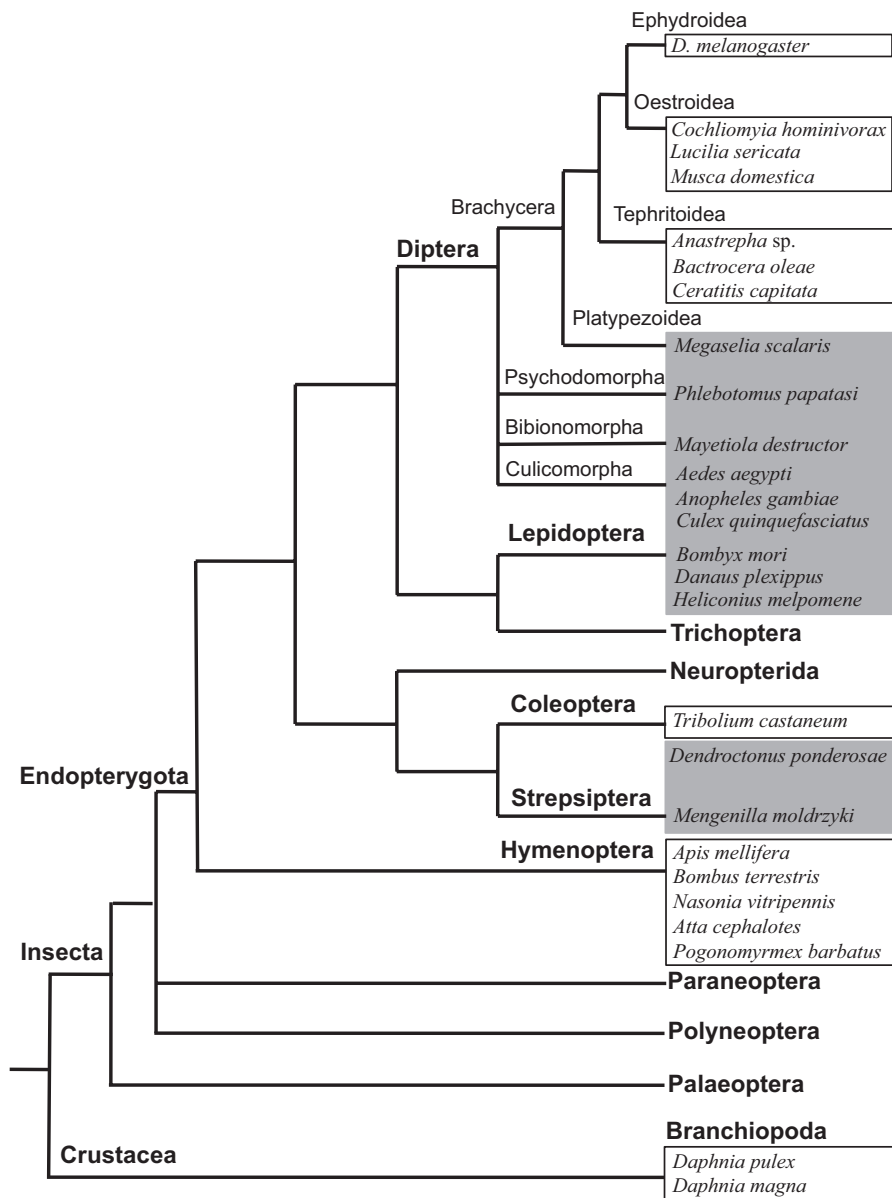 Ephydroidea
D. melanogaster
Oestroidea
Cochliomyia hominivorax
Lucilia sericata
Musca domestica
Brachycera
Tephritoidea
Anastrepha sp.
Diptera
Bactrocera oleae
Ceratitis capitata
Platypezoidea
Megaselia scalaris
Psychodomorpha
Phlebotomus papatasi
Bibionomorpha
Mayetiola destructor
Culicomorpha
Aedes aegypti
Anopheles gambiae
Culex quinquefasciatus
Lepidoptera
Bombyx mori
Danaus plexippus
Heliconius melpomene
Trichoptera
Neuropterida
Coleoptera
Tribolium castaneum
Dendroctonus ponderosae
Endopterygota
Strepsiptera
Mengenilla moldrzyki
Hymenoptera
Apis mellifera
Bombus terrestris
Nasonia vitripennis
Atta cephalotes
Pogonomyrmex barbatus
Insecta
Paraneoptera
Polyneoptera
Palaeoptera
Branchiopoda
Crustacea
Daphnia pulex
Daphnia magna